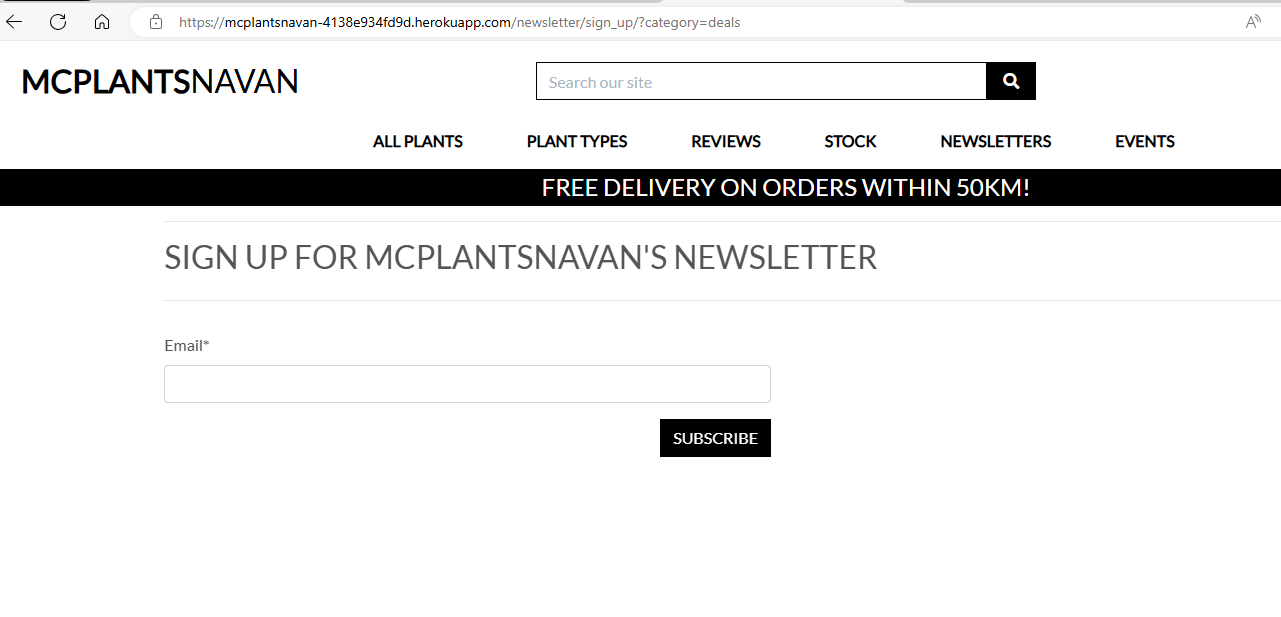 https://mcplantsnavan-4138e934fd9d.herokuapp.com/newsletter/sign_up/?category=deals
MCPLANTSNAVAN
Search our site
ALL PLANTS PLANT TYPES REVIEWS STOCK NEWSLETTERS EVENTS
FREE DELIVERY ON ORDERS WITHIN 50KM!
SIGN UP FOR MCPLANTSNAVAN'S NEWSLETTER
Email*
SUBSCRIBE